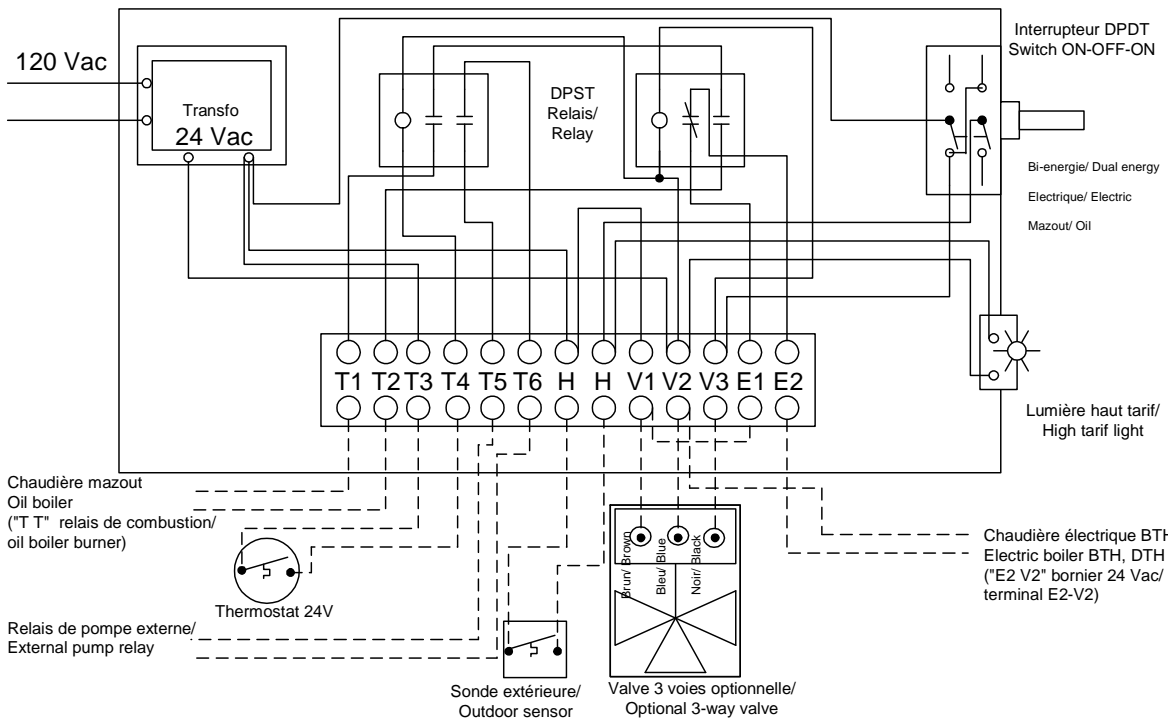 Interrupteur DPDT
Switch ON-OFF-ON
120 Vac
Transfo
24 Vac
DPST
Relais/
Relay
Bi-energie/ Dual energy
Electrique/ Electric
Mazout/ Oil
T1 T2 T3 T4 T5 T6 H H V1 V2 V3 E1 E2
Lumière haut tarif/
High tarif light
Chaudière mazout
Oil boiler
("T T" relais de combustion/
oil boiler burner)
Thermostat 24V
Relais de pompe externe/
External pump relay
Sonde extérieure/
Outdoor sensor
Brun/ Brown
Bleu/ Blue
Noir/ Black
Valve 3 voies optionnelle/
Optional 3-way valve
Chaudière électrique BTH
Electric boiler BTH, DTH
("E2 V2" bornier 24 Vac/
terminal E2-V2)